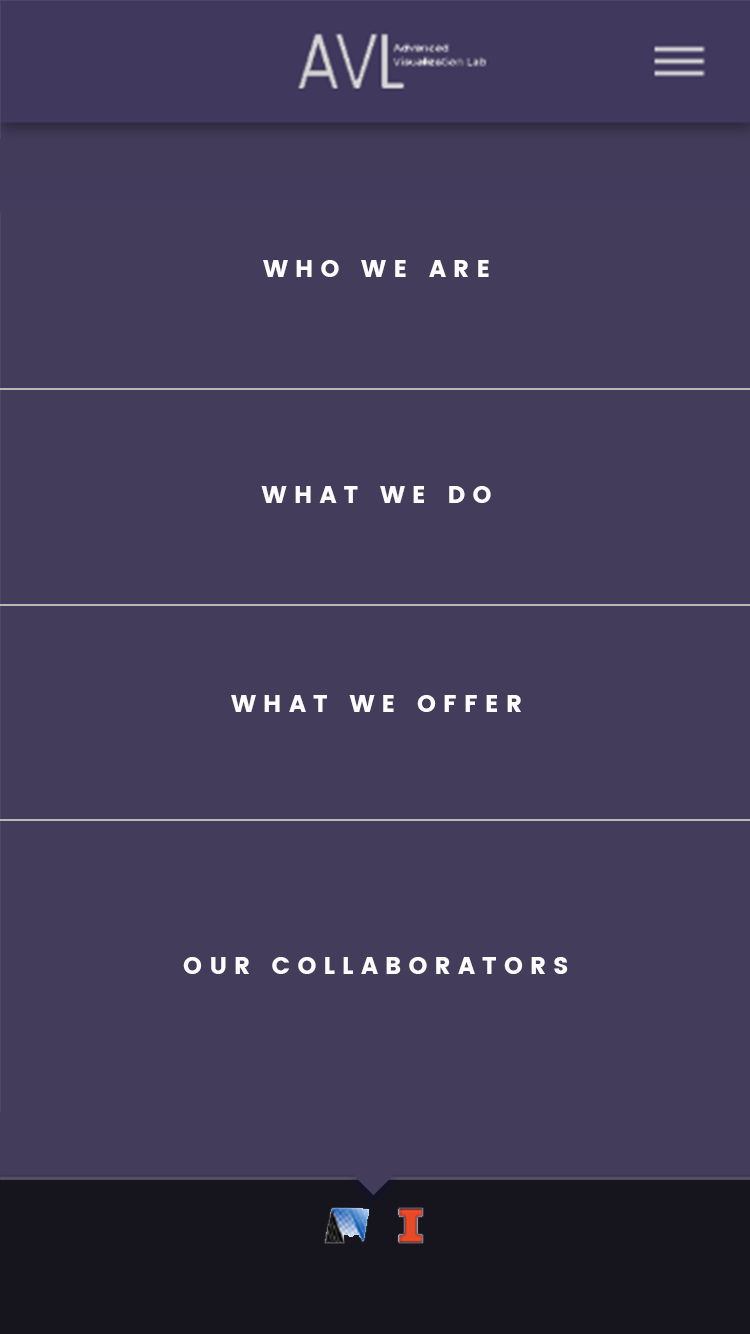 AVL Advanced
Visualization Lab
WHO WE ARE
WHAT WE DO
WHAT WE OFFER
OUR COLLABORATORS
I